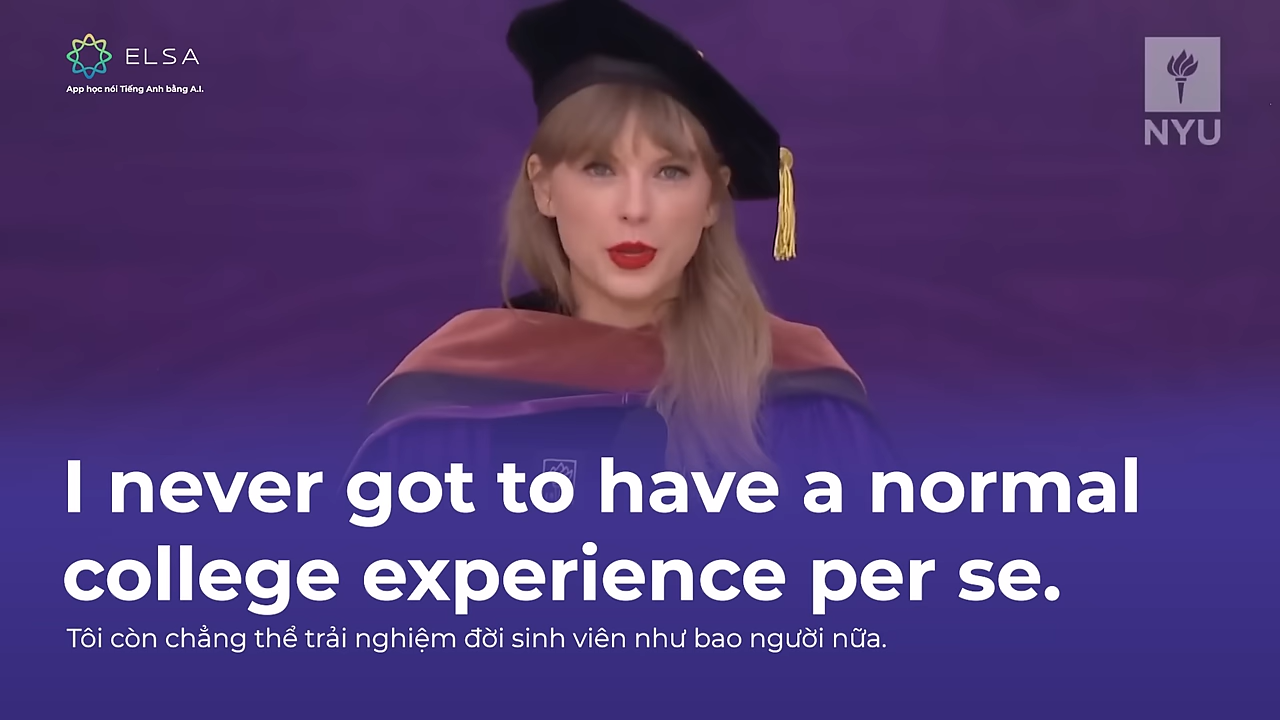 ELSA
App học nói Tiếng Anh bằng A.I.
NYU
I never got to have a normal
college experience per se.
Tôi còn chẳng thể trải nghiệm đời sinh viên như bao người nữa.